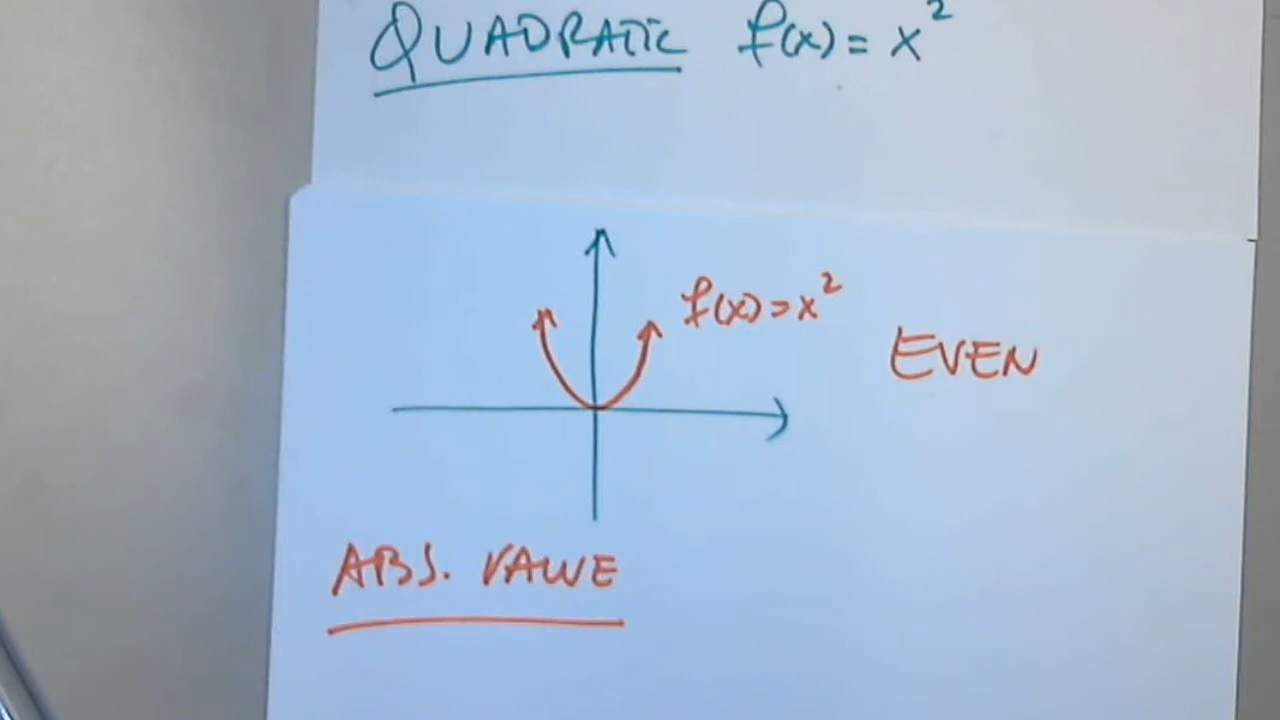 QUADRATIC f(x) = x²
f(x) = x²
EVEN
ABS. VALUE